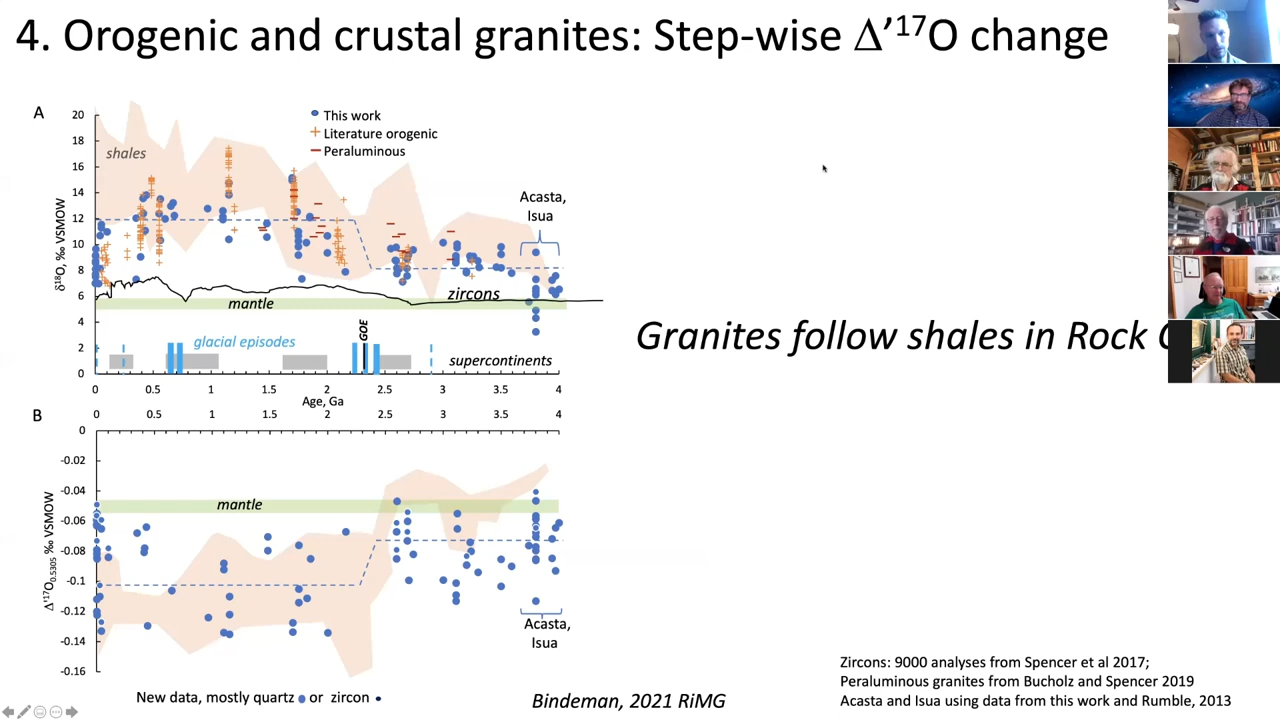 4. Orogenic and crustal granites: Step-wise Δ’¹⁷O change
A
20
18
16
14
12
10
8
6
4
2
0
δ¹⁸O, ‰ VSMOW
This work
Literature orogenic
Peraluminous
shales
Acasta,
Isua
zircons
mantle
GOE
glacial episodes
supercontinents
0 0.5 1 1.5 2 2.5 3 3.5 4
Age, Ga
B
0 0.5 1 1.5 2 2.5 3 3.5 4
0
-0.02
-0.04
-0.06
-0.08
-0.1
-0.12
-0.14
-0.16
Δ’¹⁷O₀.₅₃₀₅ ‰ VSMOW
mantle
Acasta,
Isua
New data, mostly quartz or zircon
Bindeman, 2021 RiMG
Granites follow shales in Rock
Zircons: 9000 analyses from Spencer et al 2017;
Peraluminous granites from Bucholz and Spencer 2019
Acasta and Isua using data from this work and Rumble, 2013